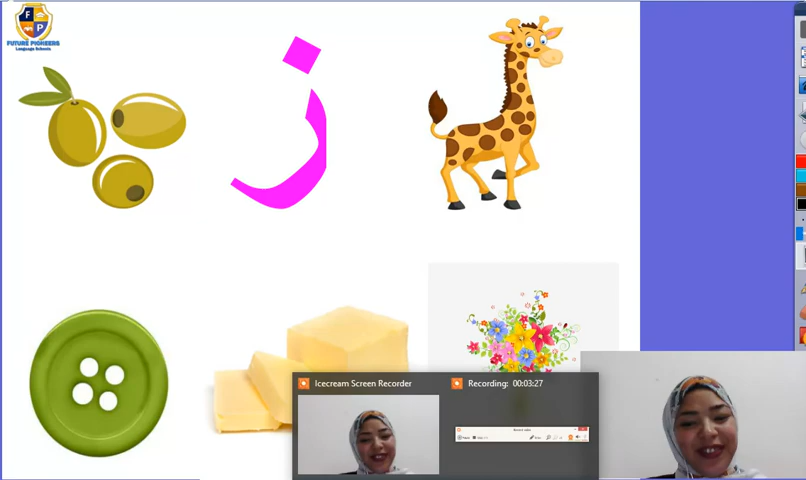 F
P
FUTURE PIONEERS
Language Schools
ز
Icecream Screen Recorder
Recording: 00:03:27